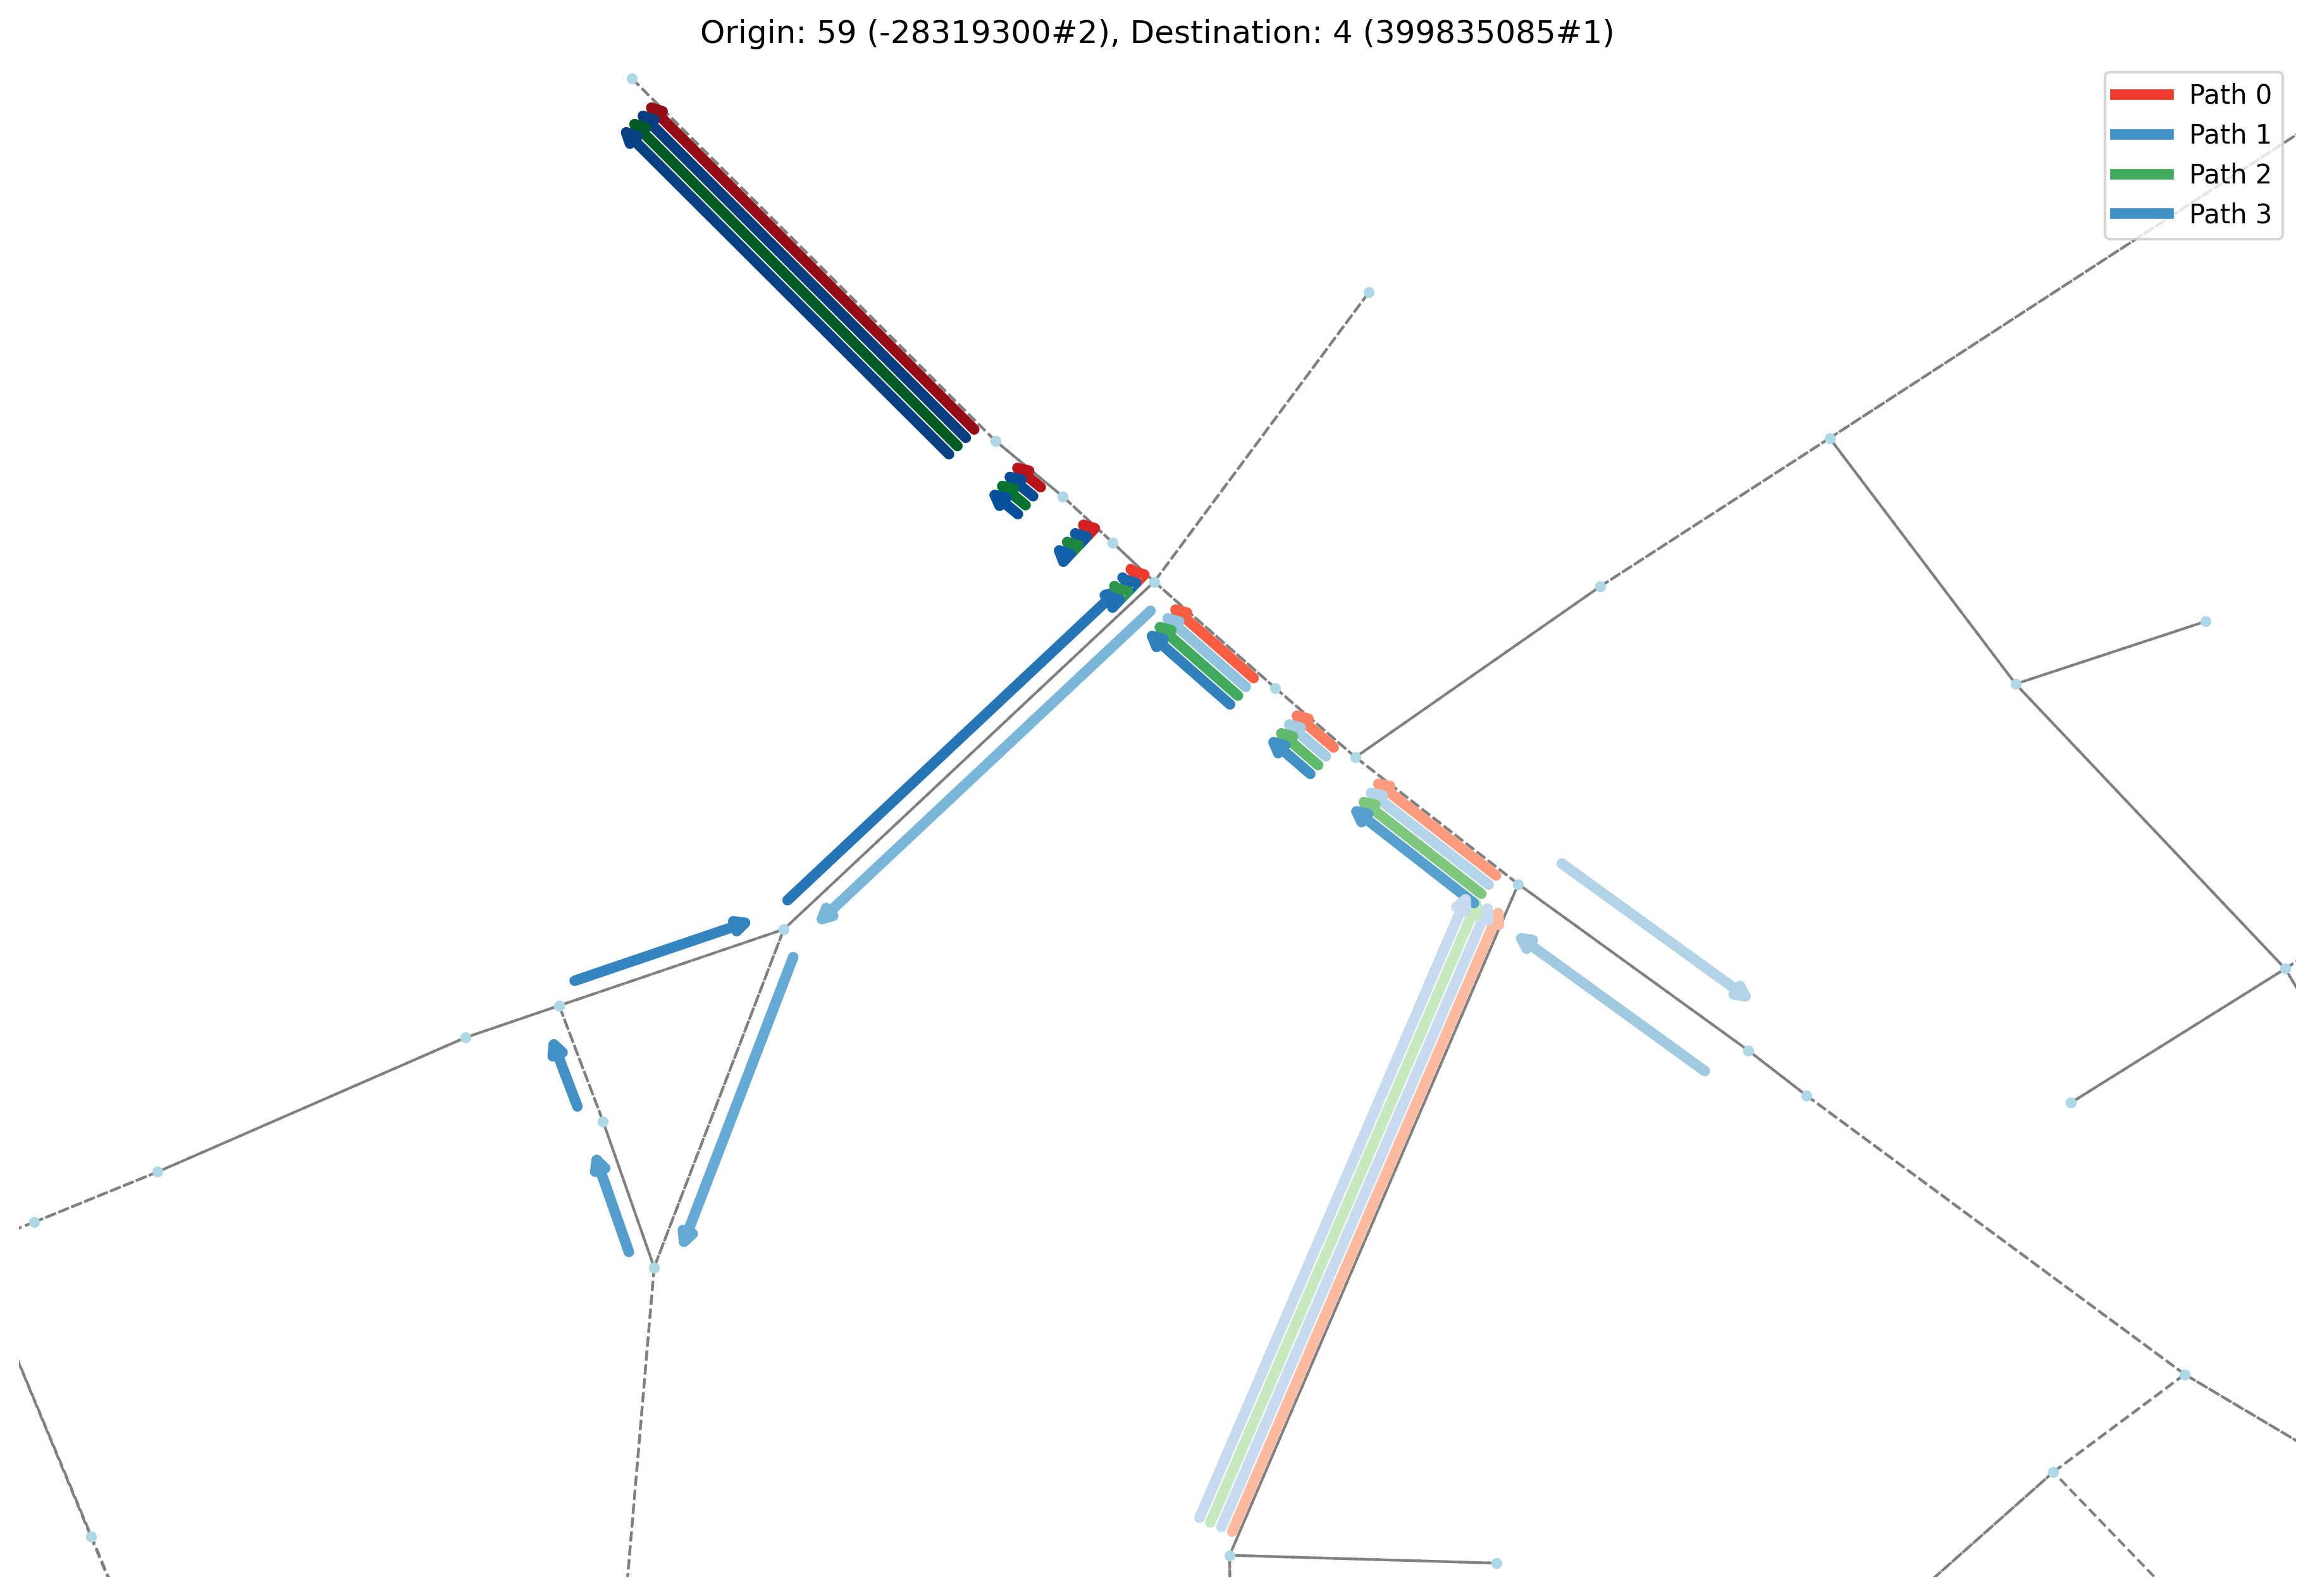 Origin: 59 (-28319300#2), Destination: 4 (399835085#1)
Path 0
Path 1
Path 2
Path 3